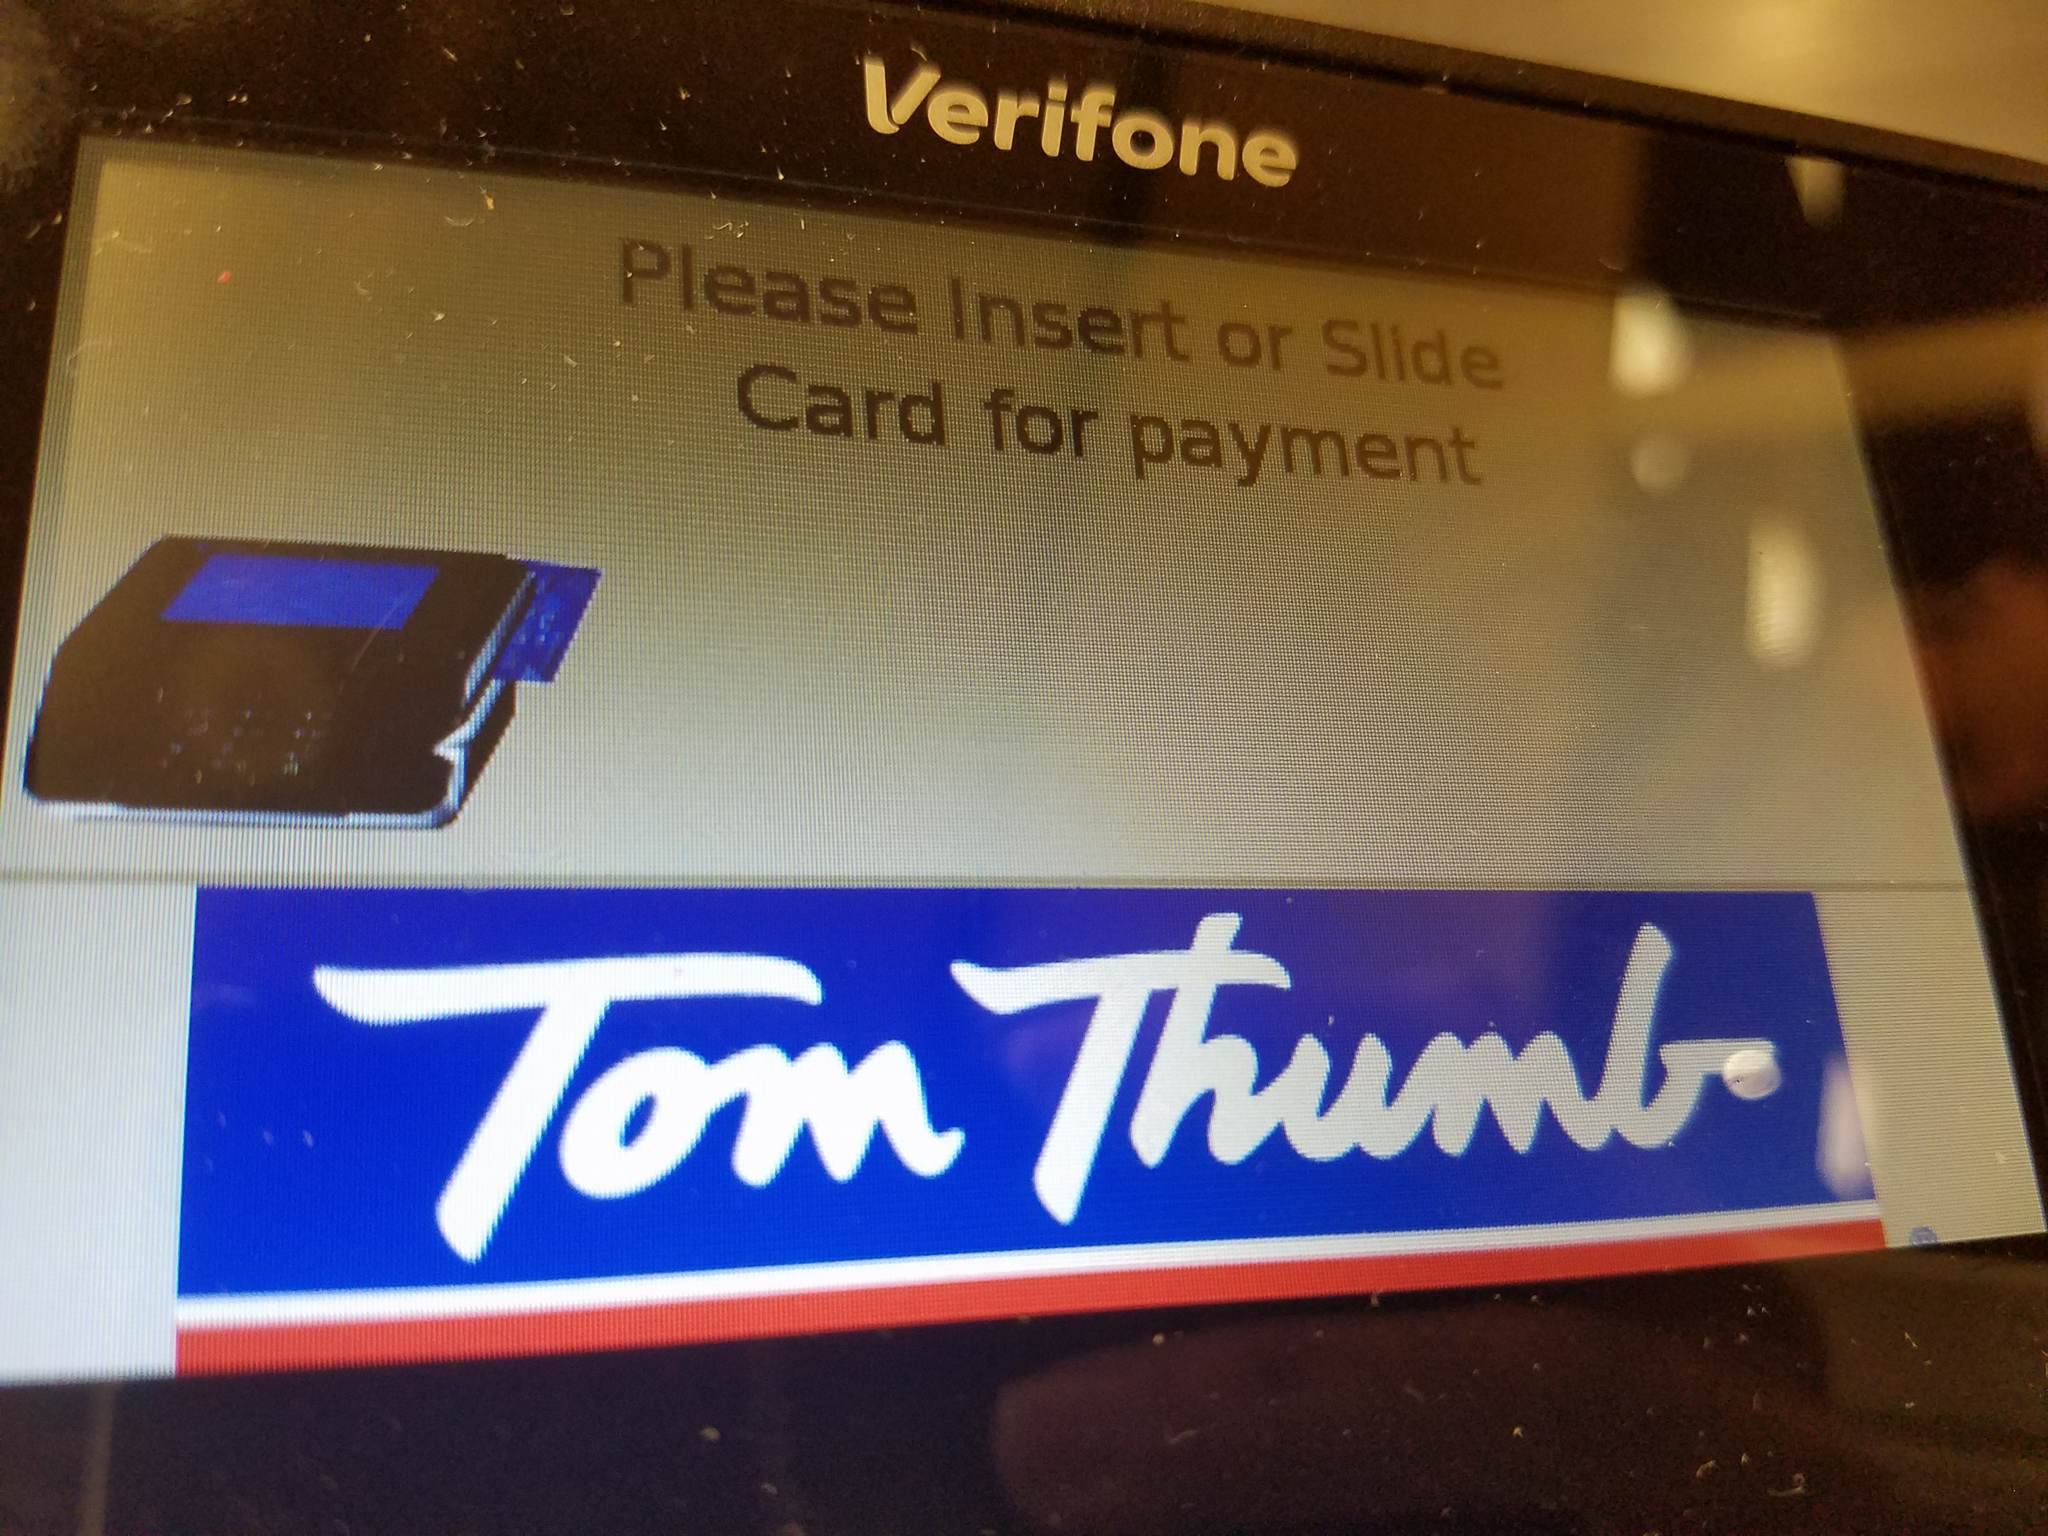 Verifone
Please Insert or Slide
Card for payment
Tom Thumb